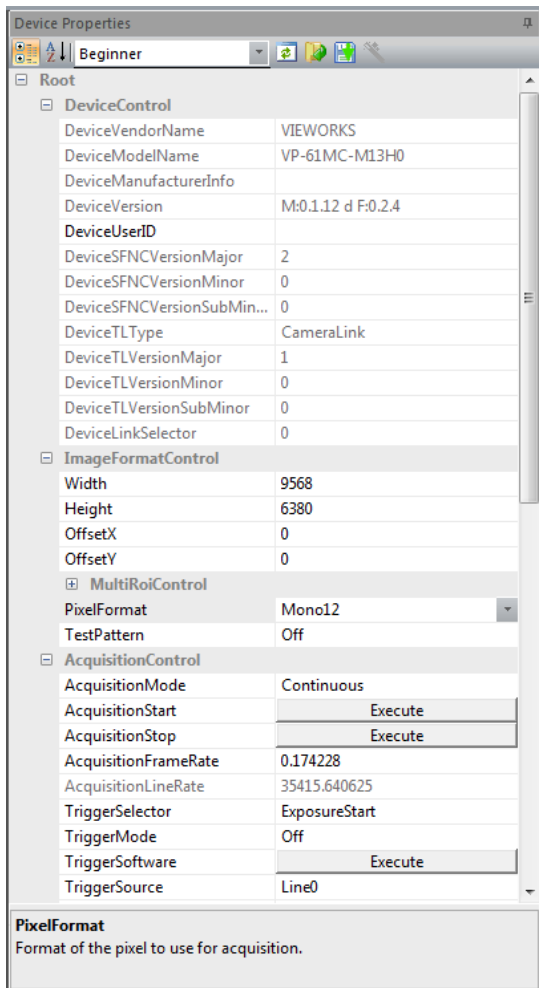 Device Properties
Beginner
Root
DeviceControl
DeviceVendorName VIEWORKS
DeviceModelName VP-61MC-M13H0
DeviceManufacturerInfo
DeviceVersion M:0.1.12 d F:0.2.4
DeviceUserID
DeviceSFNCVersionMajor 2
DeviceSFNCVersionMinor 0
DeviceSFNCVersionSubMin... 0
DeviceTLType CameraLink
DeviceTLVersionMajor 1
DeviceTLVersionMinor 0
DeviceTLVersionSubMinor 0
DeviceLinkSelector 0
ImageFormatControl
Width 9568
Height 6380
OffsetX 0
OffsetY 0
MultiRoiControl
PixelFormat Mono12
TestPattern Off
AcquisitionControl
AcquisitionMode Continuous
AcquisitionStart Execute
AcquisitionStop Execute
AcquisitionFrameRate 0.174228
AcquisitionLineRate 35415.640625
TriggerSelector ExposureStart
TriggerMode Off
TriggerSoftware Execute
TriggerSource Line0
PixelFormat
Format of the pixel to use for acquisition.